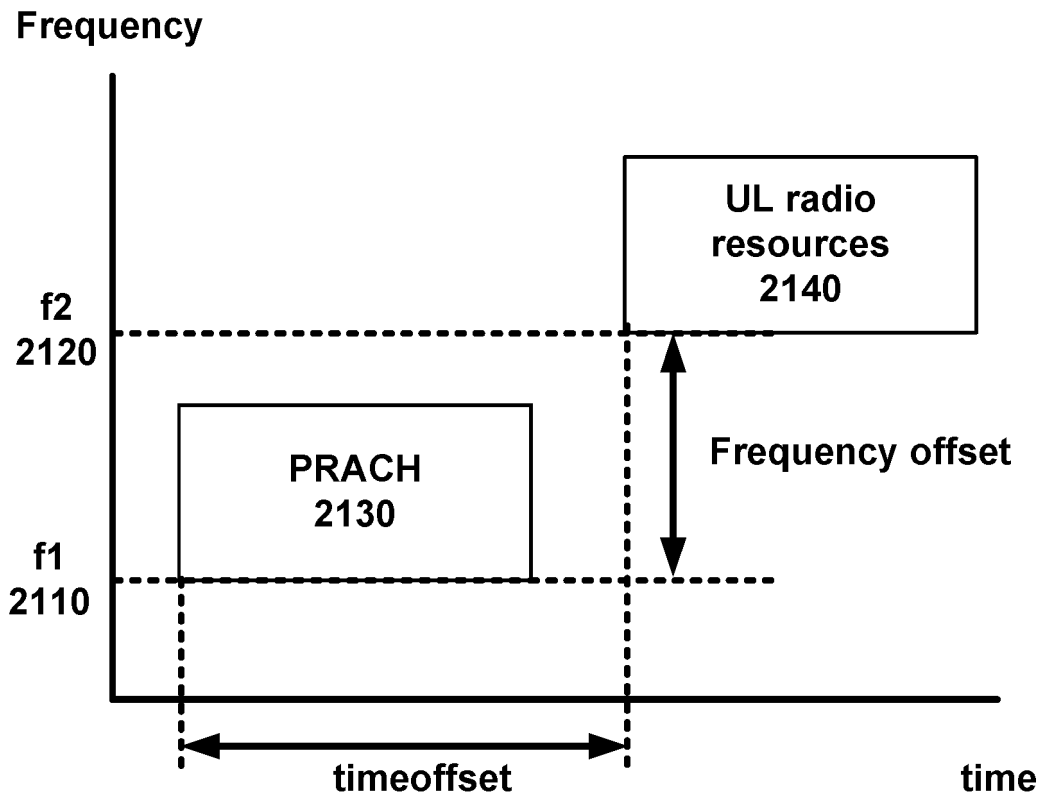 Frequency
UL radio
resources
2140
f2
2120
Frequency offset
PRACH
2130
f1
2110
timeoffset
time